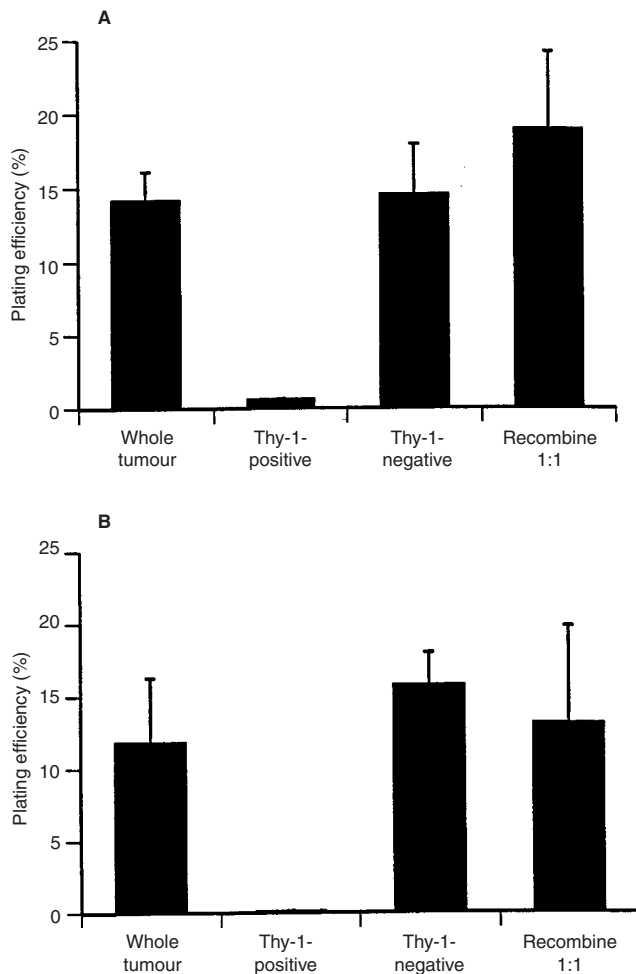 A
Plating efficiency (%)
25
20
15
10
5
0
Whole tumour
Thy-1-positive
Thy-1-negative
Recombine 1:1
B
Plating efficiency (%)
25
20
15
10
5
0
Whole tumour
Thy-1-positive
Thy-1-negative
Recombine 1:1